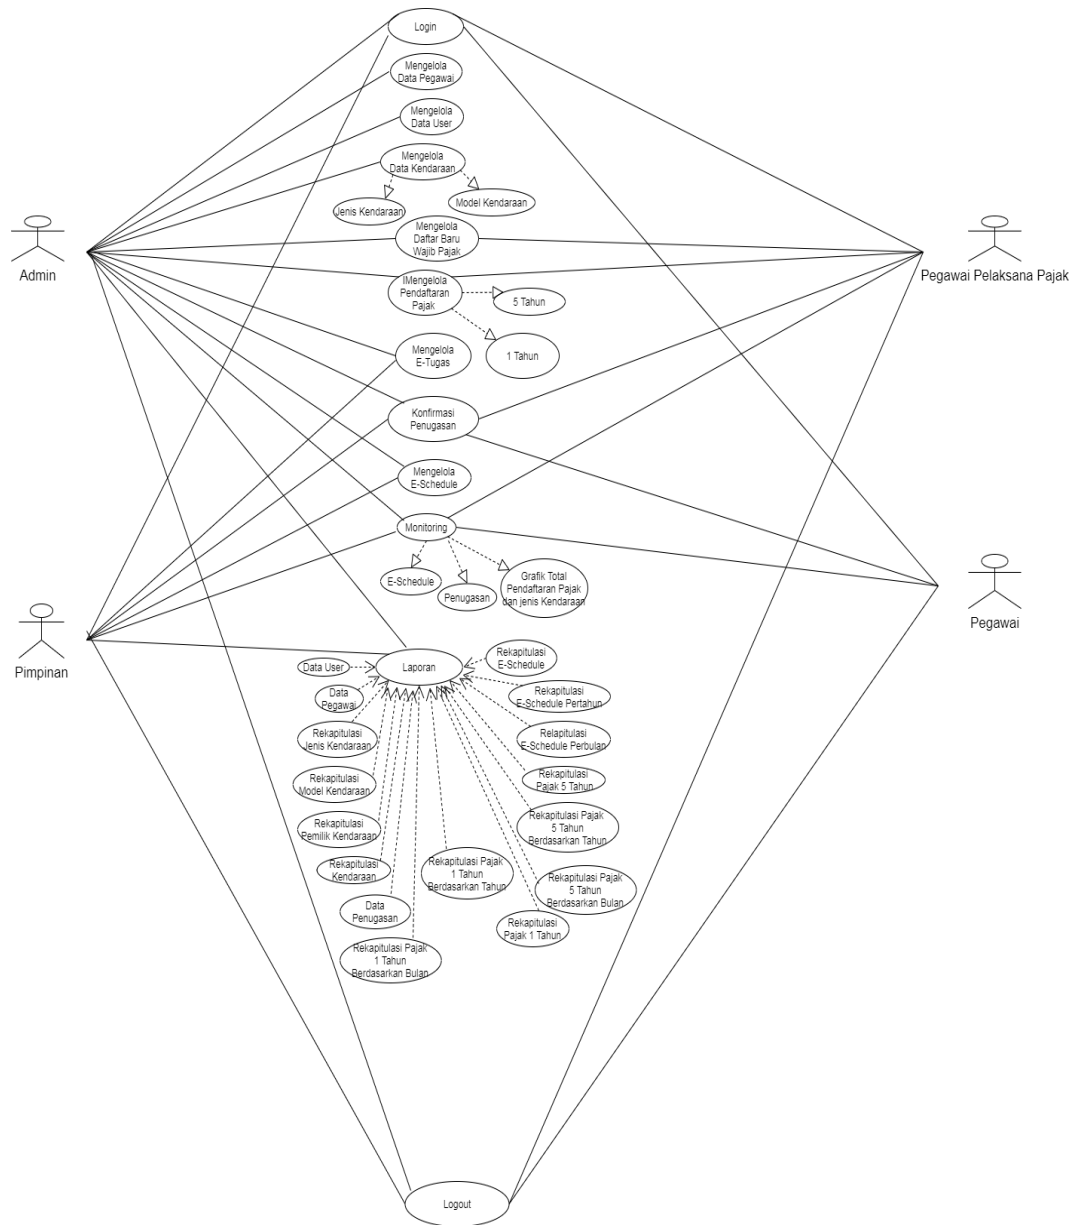 Login
Mengelola
Data Pegawai
Mengelola
Data User
Mengelola
Data Kendaraan
Jenis Kendaraan
Model Kendaraan
Mengelola
Daftar Baru
Wajib Pajak
Admin
Pegawai Pelaksana Pajak
IMengelola
Pendaftaran
Pajak
5 Tahun
1 Tahun
Mengelola
E-Tugas
Konfirmasi
Penugasan
Mengelola
E-Schedule
Monitoring
E-Schedule
Penugasan
Grafik Total
Pendaftaran Pajak
dan jenis Kendaraan
Pegawai
Pimpinan
Laporan
Data User
Data
Pegawai
Rekapitulasi
Jenis Kendaraan
Rekapitulasi
Model Kendaraan
Rekapitulasi
Pemilik Kendaraan
Rekapitulasi
Kendaraan
Data
Penugasan
Rekapitulasi Pajak
1 Tahun
Berdasarkan Bulan
Rekapitulasi Pajak
1 Tahun
Berdasarkan Tahun
Rekapitulasi
E-Schedule
Rekapitulasi
E-Schedule Pertahun
Relapitulasi
E-Schedule Perbulan
Rekapitulasi
Pajak 5 Tahun
Rekapitulasi Pajak
5 Tahun
Berdasarkan Tahun
Rekapitulasi Pajak
5 Tahun
Berdasarkan Bulan
Rekapitulasi
Pajak 1 Tahun
Logout